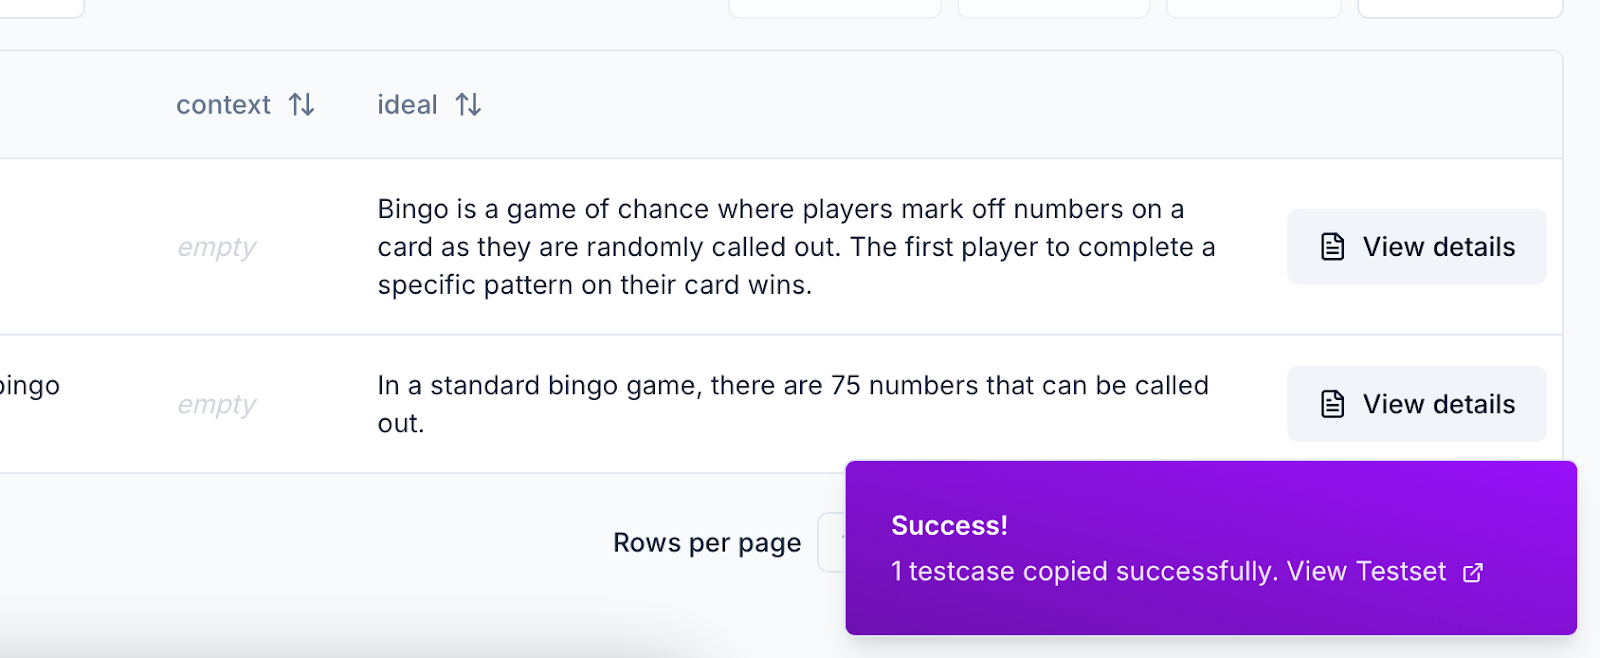 context ideal
Bingo is a game of chance where players mark off numbers on a
empty card as they are randomly called out. The first player to complete a View details
specific pattern on their card wins.
bingo In a standard bingo game, there are 75 numbers that can be called
empty View details
out.
Rows per page
Success!
1 testcase copied successfully. View Testset